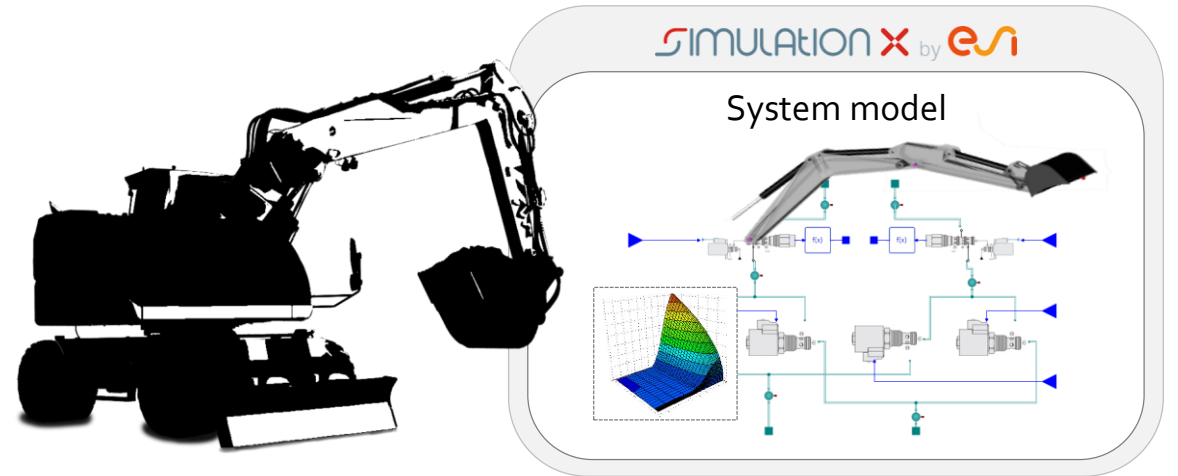 SIMULATION X by esi
System model
f(x)
f(x)